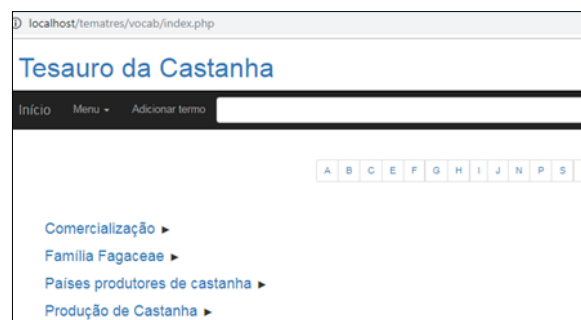 localhost/tematres/vocab/index.php
Tesauro da Castanha
Início Menu Adicionar termo
A B C E F G H I J N P S
Comercialização
Família Fagaceae
Países produtores de castanha
Produção de Castanha